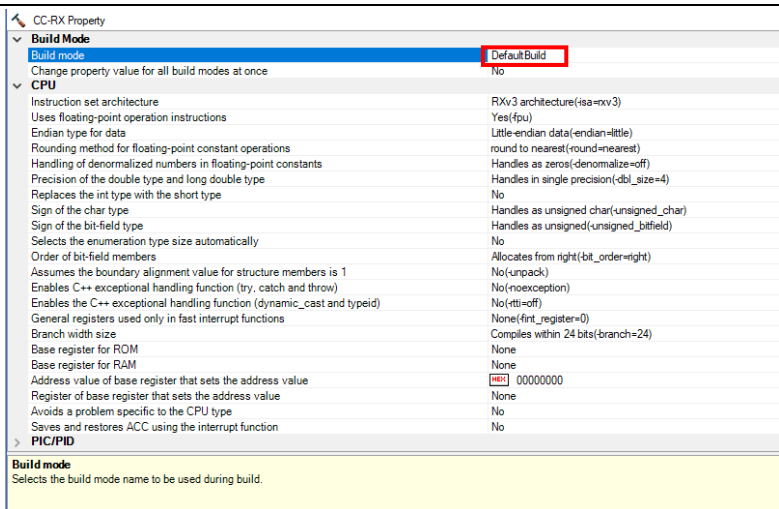 CC-RX Property
Build Mode
Build mode DefaultBuild
Change property value for all build modes at once No
CPU
Instruction set architecture RXv3 architecture(-isa=rxv3)
Uses floating-point operation instructions Yes(-fpu)
Endian type for data Little-endian data(-endian=little)
Rounding method for floating-point constant operations round to nearest(-round=nearest)
Handling of denormalized numbers in floating-point constants Handles as zeros(-denormalize=off)
Precision of the double type and long double type Handles in single precision(-dbl_size=4)
Replaces the int type with the short type No
Sign of the char type Handles as unsigned char(-unsigned_char)
Sign of the bit-field type Handles as unsigned(-unsigned_bitfield)
Selects the enumeration type size automatically No
Order of bit-field members Allocates from right(-bit_order=right)
Assumes the boundary alignment value for structure members is 1 No(-unpack)
Enables C++ exceptional handling function (try, catch and throw) No(-noexception)
Enables the C++ exceptional handling function (dynamic_cast and typeid) No(-rtti=off)
General registers used only in fast interrupt functions None(-fint_register=0)
Branch width size Compiles within 24 bits(-branch=24)
Base register for ROM None
Base register for RAM None
Address value of base register that sets the address value HEX 00000000
Register of base register that sets the address value None
Avoids a problem specific to the CPU type No
Saves and restores ACC using the interrupt function No
PIC/PID
Build mode
Selects the build mode name to be used during build.